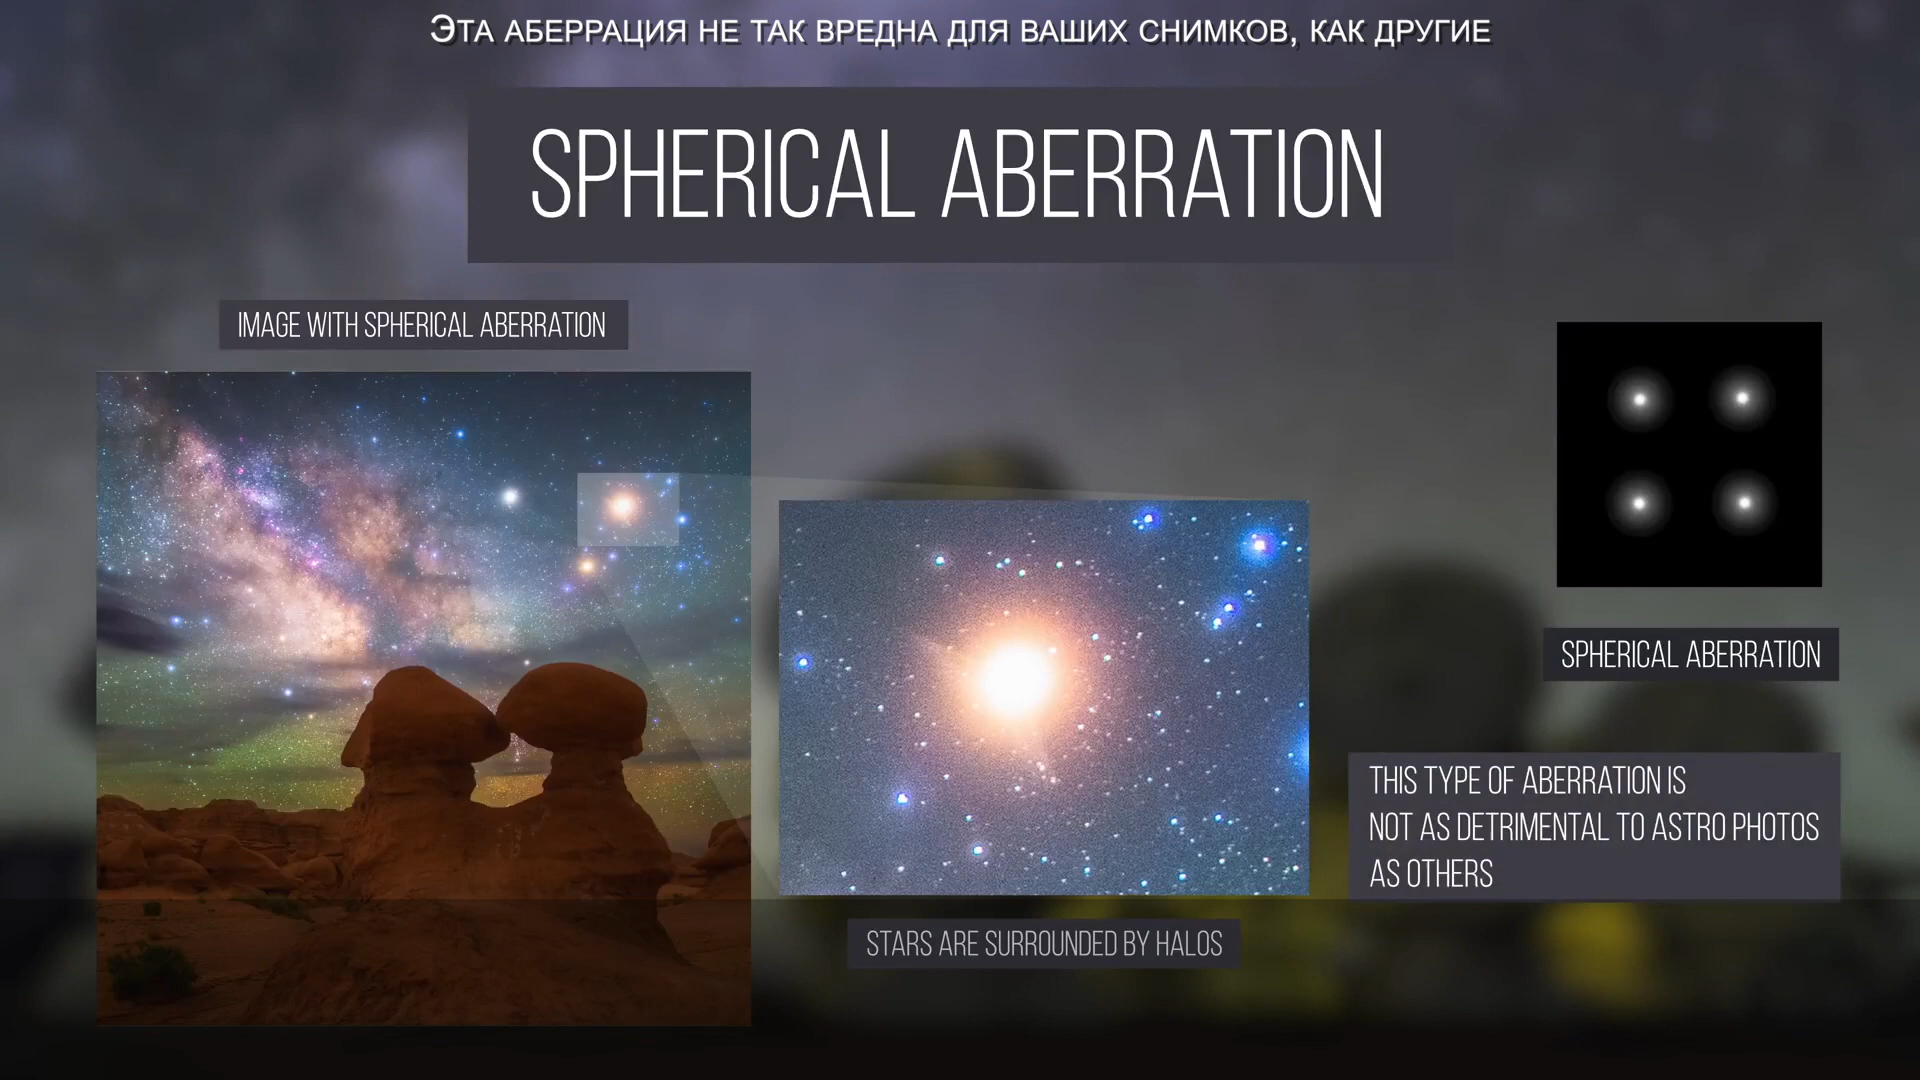 Эта аберрация не так вредна для ваших снимков, как другие
SPHERICAL ABERRATION
IMAGE WITH SPHERICAL ABERRATION
SPHERICAL ABERRATION
THIS TYPE OF ABERRATION IS
NOT AS DETRIMENTAL TO ASTRO PHOTOS
AS OTHERS
STARS ARE SURROUNDED BY HALOS